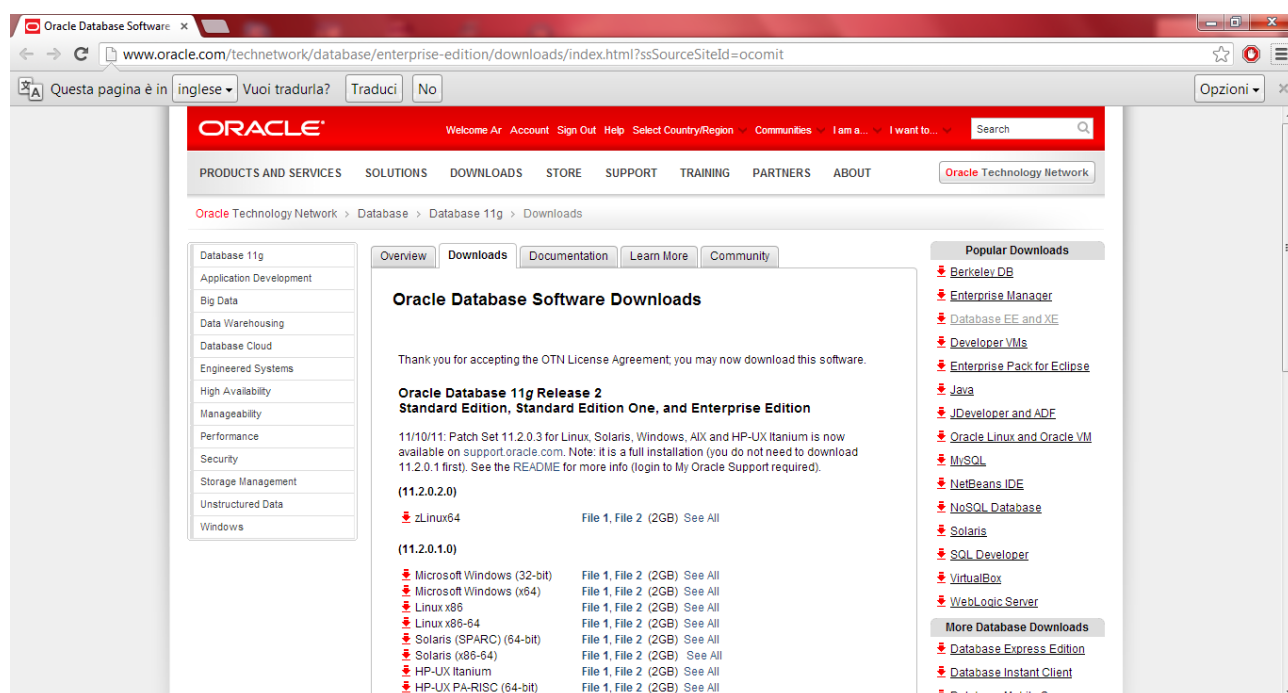 Oracle Database Software
www.oracle.com/technetwork/database/enterprise-edition/downloads/index.html?ssSourceSiteId=ocomit
Questa pagina è in inglese Vuoi tradurla? Traduci No Opzioni
ORACLE
Welcome Ar Account Sign Out Help Select Country/Region Communities I am a... I want to... Search
PRODUCTS AND SERVICES SOLUTIONS DOWNLOADS STORE SUPPORT TRAINING PARTNERS ABOUT Oracle Technology Network
Oracle Technology Network > Database > Database 11g > Downloads
Database 11g
Application Development
Big Data
Data Warehousing
Database Cloud
Engineered Systems
High Availability
Manageability
Performance
Security
Storage Management
Unstructured Data
Windows
Overview Downloads Documentation Learn More Community
Oracle Database Software Downloads
Thank you for accepting the OTN License Agreement; you may now download this software.
Oracle Database 11g Release 2
Standard Edition, Standard Edition One, and Enterprise Edition
11/10/11: Patch Set 11.2.0.3 for Linux, Solaris, Windows, AIX and HP-UX Itanium is now
available on support.oracle.com. Note: it is a full installation (you do not need to download
11.2.0.1 first). See the README for more info (login to My Oracle Support required).
(11.2.0.2.0)
zLinux64 File 1, File 2 (2GB) See All
(11.2.0.1.0)
Microsoft Windows (32-bit) File 1, File 2 (2GB) See All
Microsoft Windows (x64) File 1, File 2 (2GB) See All
Linux x86 File 1, File 2 (2GB) See All
Linux x86-64 File 1, File 2 (2GB) See All
Solaris (SPARC) (64-bit) File 1, File 2 (2GB) See All
Solaris (x86-64) File 1, File 2 (2GB) See All
HP-UX Itanium File 1, File 2 (2GB) See All
HP-UX PA-RISC (64-bit) File 1, File 2 (2GB) See All
Popular Downloads
Berkeley DB
Enterprise Manager
Database EE and XE
Developer VMs
Enterprise Pack for Eclipse
Java
JDeveloper and ADF
Oracle Linux and Oracle VM
MySQL
NetBeans IDE
NoSQL Database
Solaris
SQL Developer
VirtualBox
WebLogic Server
More Database Downloads
Database Express Edition
Database Instant Client